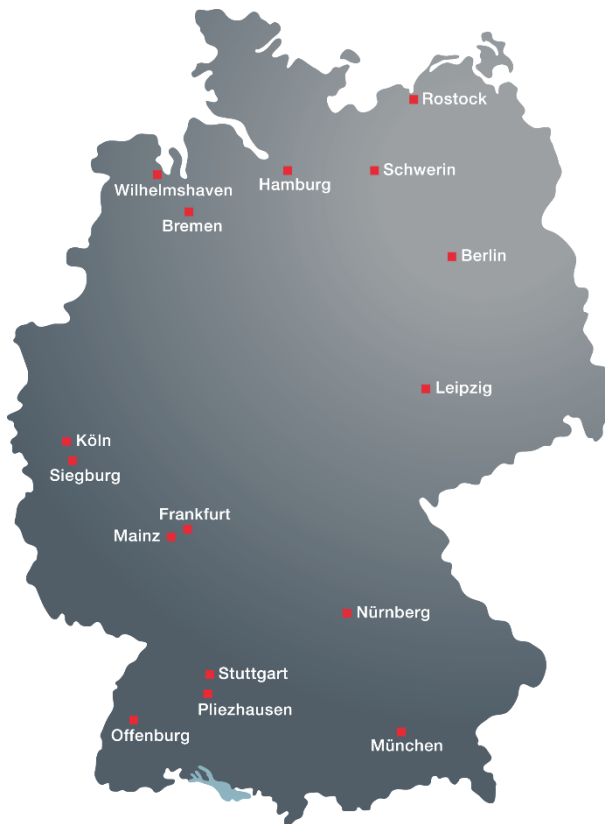 Rostock
Hamburg
Schwerin
Wilhelmshaven
Bremen
Berlin
Leipzig
Köln
Siegburg
Frankfurt
Mainz
Nürnberg
Stuttgart
Pliezhausen
Offenburg
München